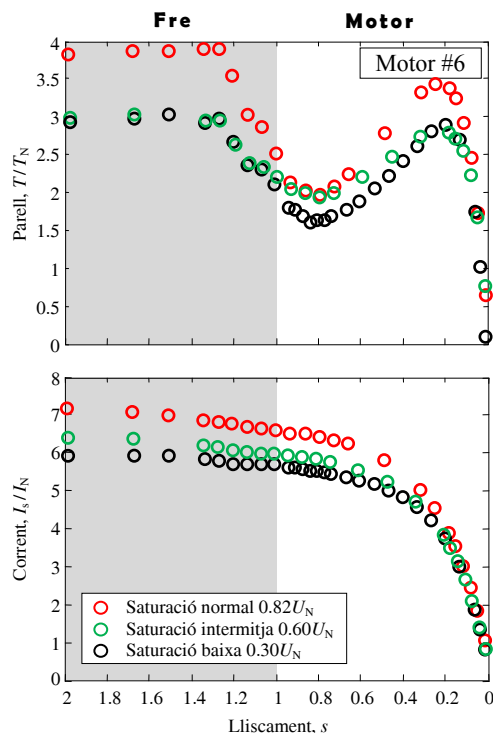 Fre Motor
Motor #6
4
3.5
3
2.5
2
1.5
1
0.5
0
Parell, T/T_N
8
7
6
5
4
3
2
1
0
Corrent, I_s/I_N
Saturació normal 0.82U_N
Saturació intermitja 0.60U_N
Saturació baixa 0.30U_N
2 1.8 1.6 1.4 1.2 1 0.8 0.6 0.4 0.2 0
Lliscament, s